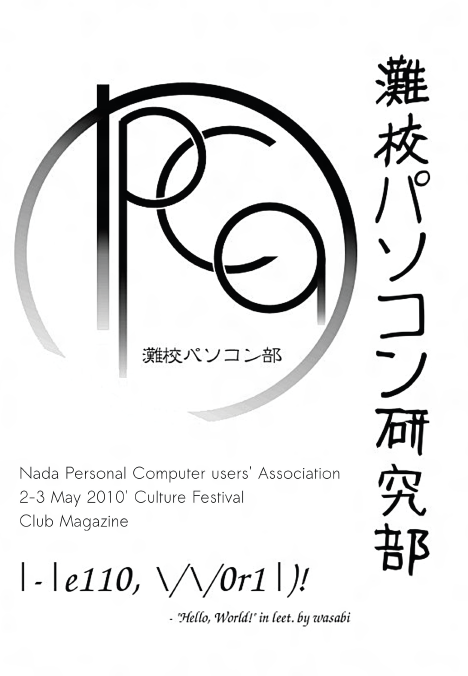 灘校パソコン研究部
pca
灘校パソコン部
Nada Personal Computer users' Association
2-3 May 2010' Culture Festival
Club Magazine
|-|e110, \/\/0r1|)!
- "Hello, World!" in leet. by wasabi